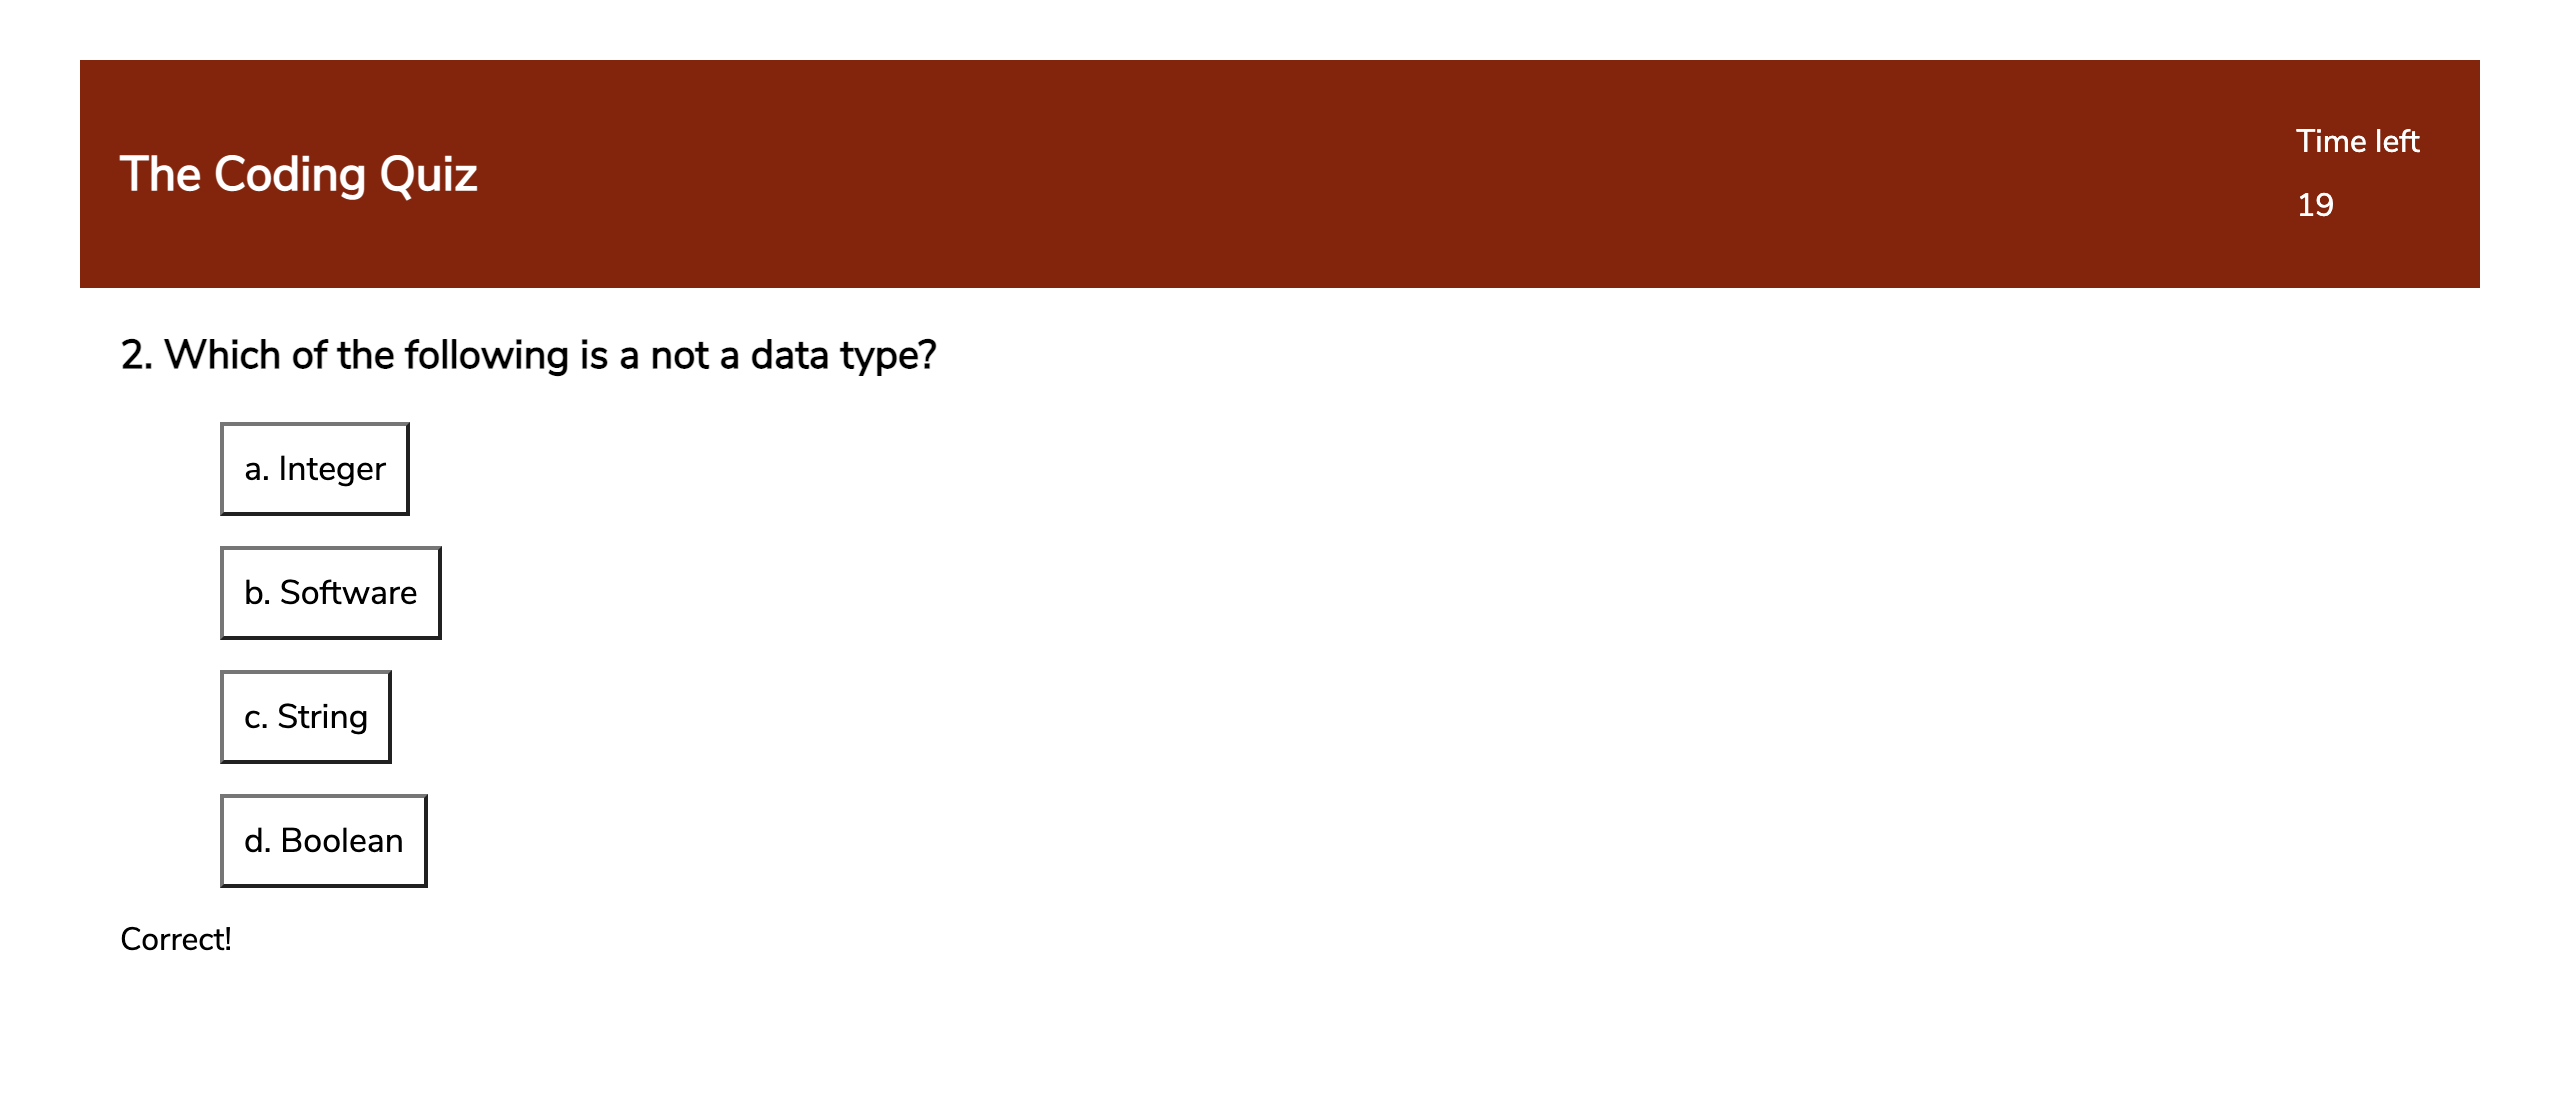 The Coding Quiz
Time left
19
2. Which of the following is a not a data type?
a. Integer
b. Software
c. String
d. Boolean
Correct!